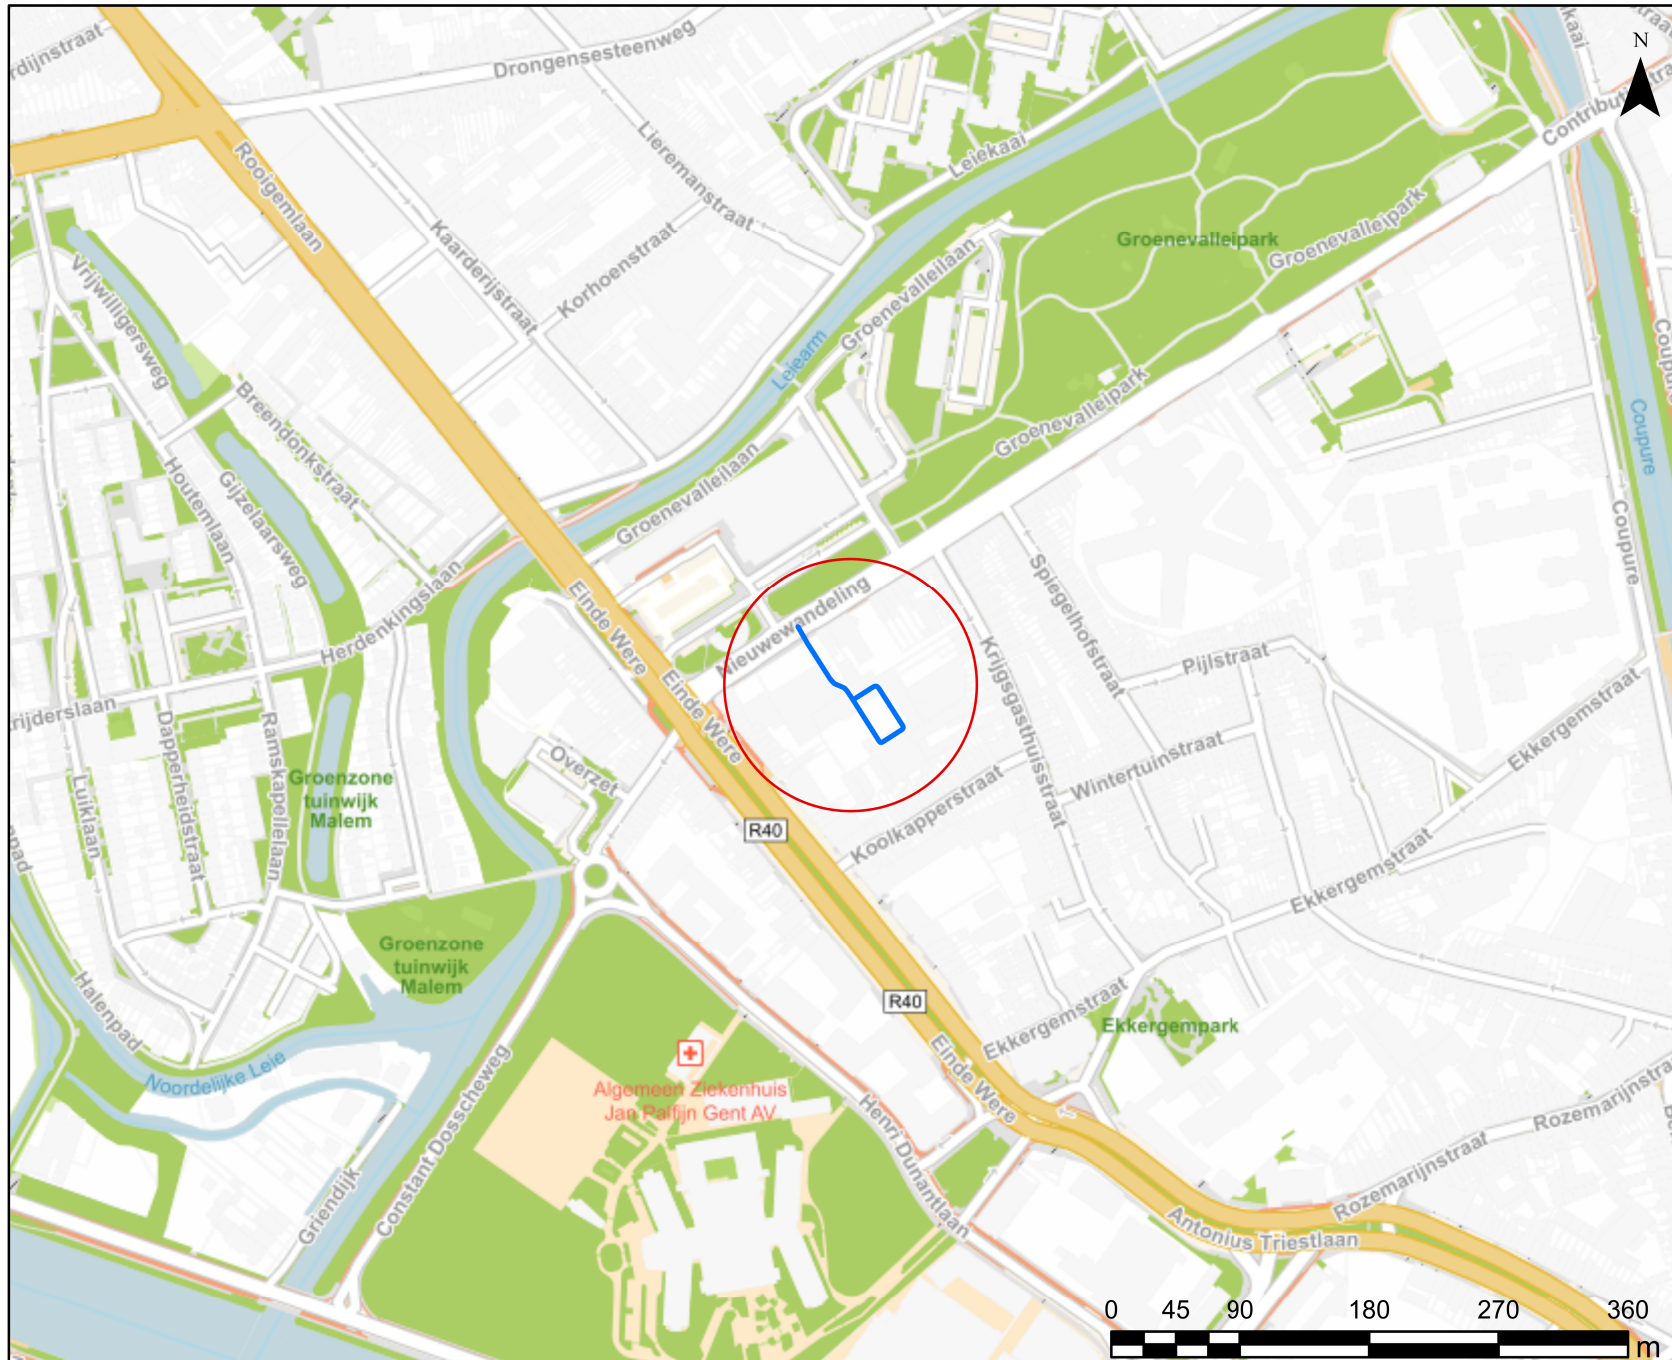 Drongensesteenweg
N
Lieremanstraat
Leiekaai
Rooigemlaan
Kaarderijstraat
Korhoenstraat
Groenevalleilaan
Groenevalleipark
Groenevalleipark
Vrijwilligersweg
Leiearm
Groenevalleipark
Breendonkstraat
Coupure
Houtemlaan
Gijzelaarsweg
Groenevalleilaan
Coupure
Herdenkingslaan
Einde Were
Nieuwewandeling
Spiegelhofstraat
Krijgsgasthuisstraat
Pijlstraat
Einde Were
Dapperheidstraat
Ramskapellelaan
Overzet
Wintertuinstraat
Ekkergemstraat
Groenzone
tuinwijk
Malem
Luiklaan
R40
Koolkapperstraat
Ekkergemstraat
Groenzone
tuinwijk
Malem
Halenpad
R40
Ekkergemstraat
Ekkergempark
Noordelijke Leie
Einde Were
Algemeen Ziekenhuis
Jan Palfijn Gent AV
Constant Dosscheweg
Henri Dunantlaan
Griendijk
Rozemarijnstraat
Antonius Triestlaan
0 45 90 180 270 360
m